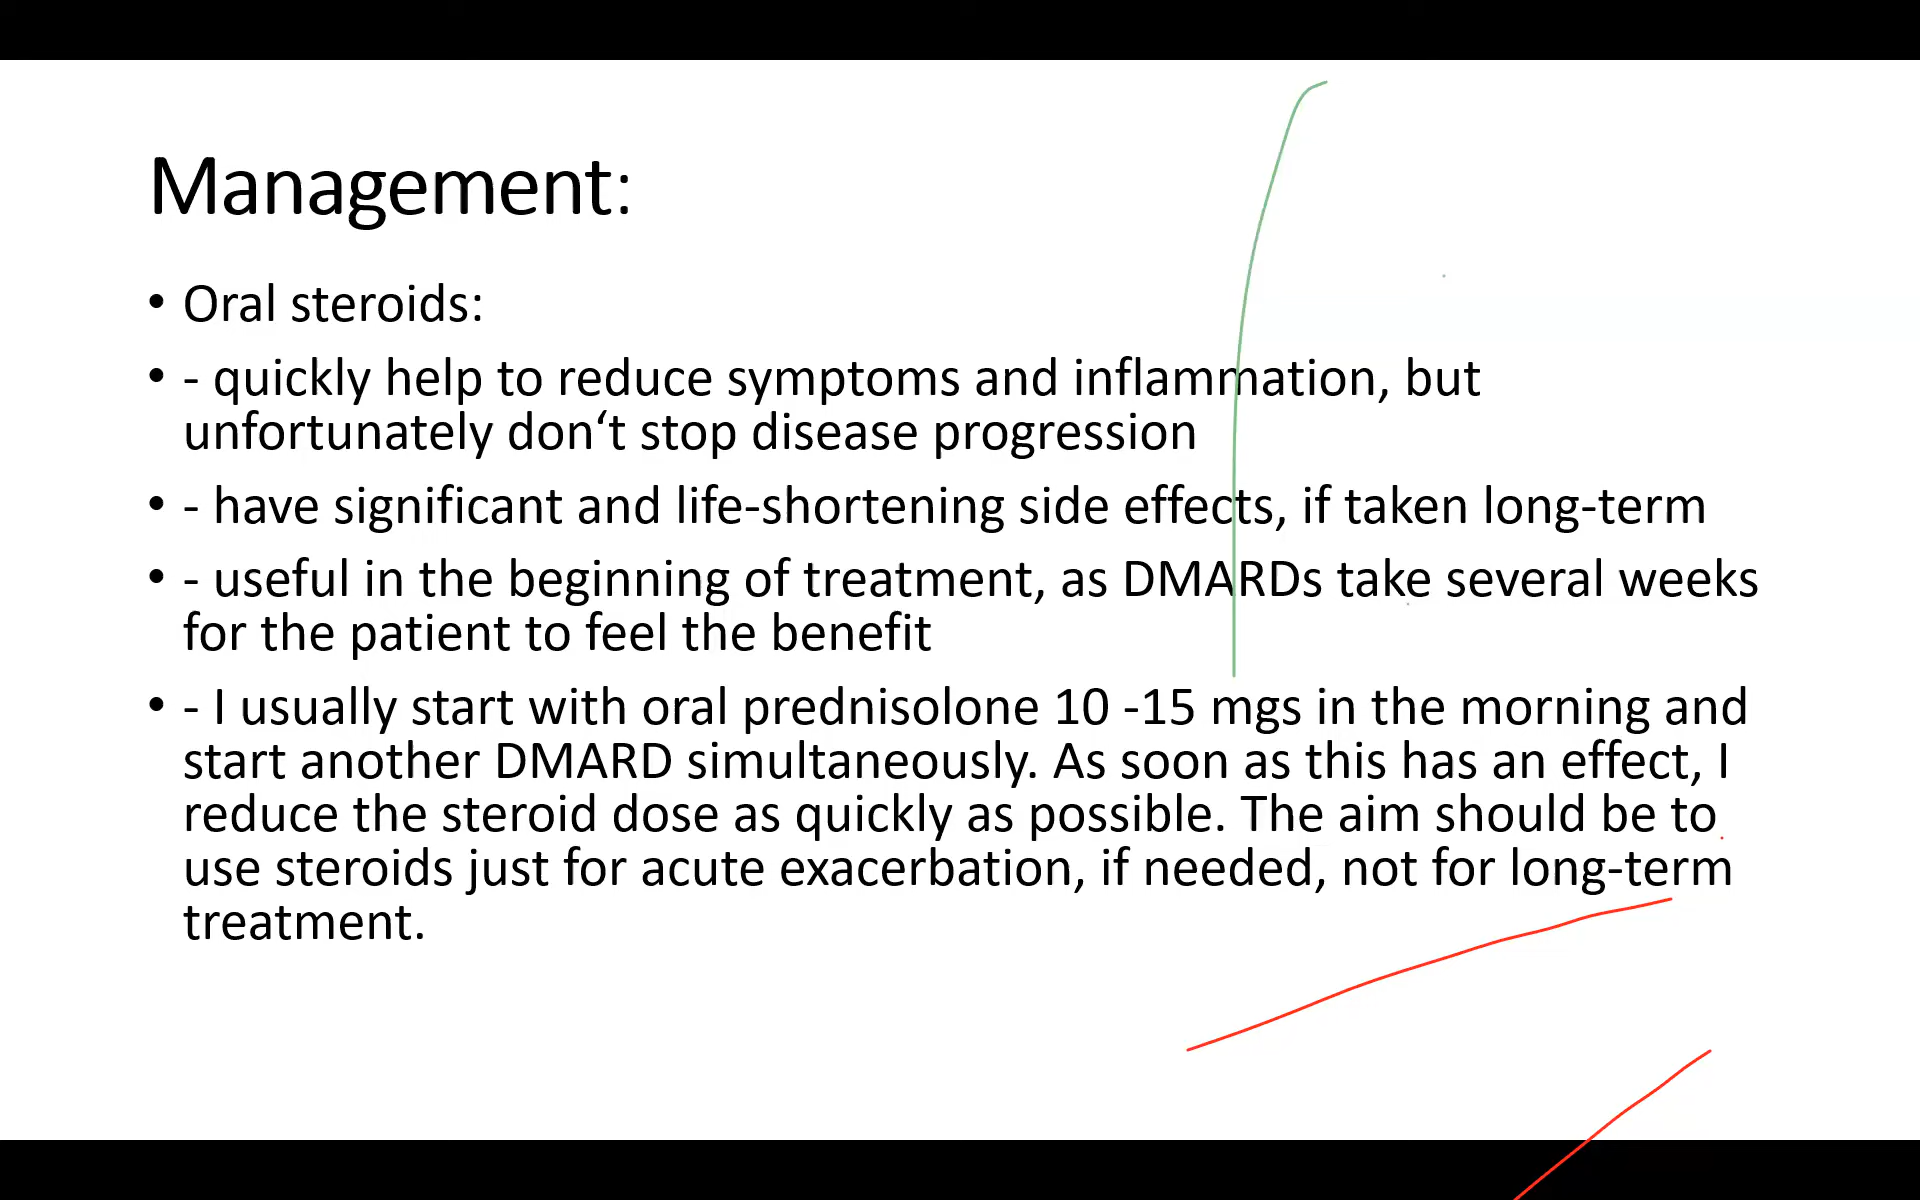 Management:
• Oral steroids:
• - quickly help to reduce symptoms and inflammation, but
unfortunately don‘t stop disease progression
• - have significant and life-shortening side effects, if taken long-term
• - useful in the beginning of treatment, as DMARDs take several weeks
for the patient to feel the benefit
• - I usually start with oral prednisolone 10 -15 mgs in the morning and
start another DMARD simultaneously. As soon as this has an effect, I
reduce the steroid dose as quickly as possible. The aim should be to
use steroids just for acute exacerbation, if needed, not for long-term
treatment.